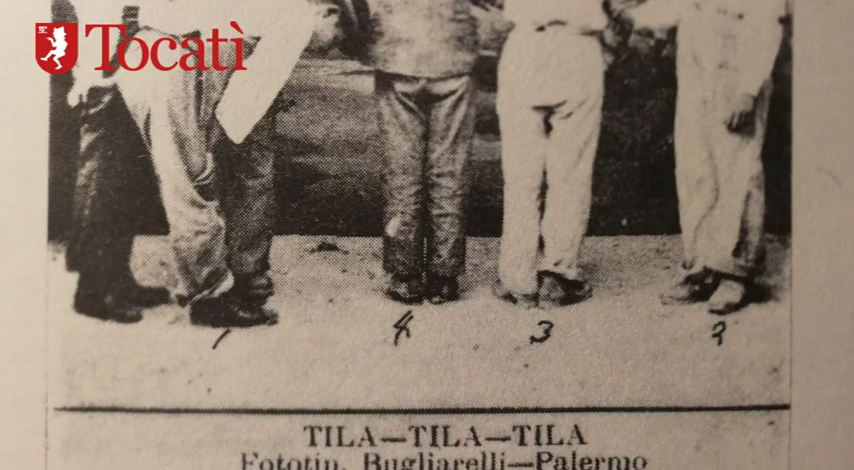 Tocatì
1 4 3 2
TILA—TILA—TILA
Fototip. Bugliarelli—Palermo